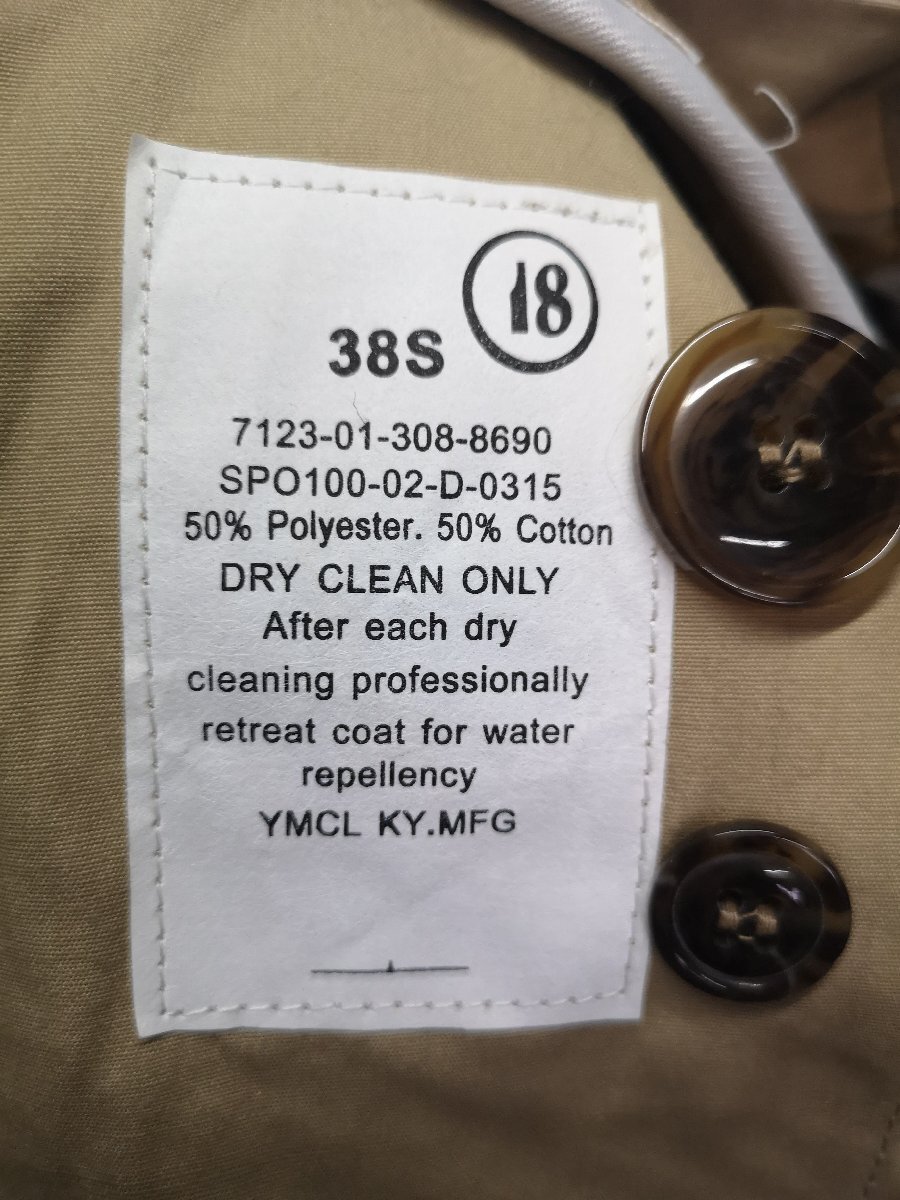 18
38S
7123-01-308-8690
SPO100-02-D-0315
50% Polyester. 50% Cotton
DRY CLEAN ONLY
After each dry
cleaning professionally
retreat coat for water
repellency
YMCL KY.MFG